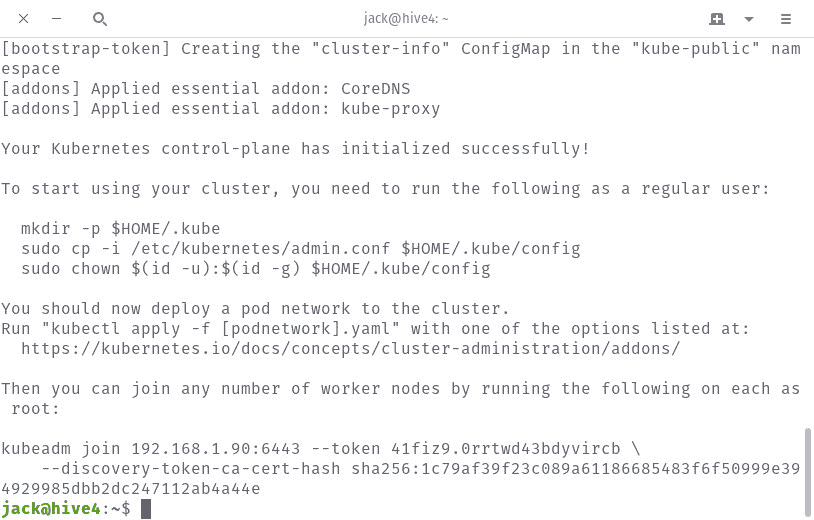 jack@hive4: ~
[bootstrap-token] Creating the "cluster-info" ConfigMap in the "kube-public" nam
espace
[addons] Applied essential addon: CoreDNS
[addons] Applied essential addon: kube-proxy
Your Kubernetes control-plane has initialized successfully!
To start using your cluster, you need to run the following as a regular user:
mkdir -p $HOME/.kube
sudo cp -i /etc/kubernetes/admin.conf $HOME/.kube/config
sudo chown $(id -u):$(id -g) $HOME/.kube/config
You should now deploy a pod network to the cluster.
Run "kubectl apply -f [podnetwork].yaml" with one of the options listed at:
https://kubernetes.io/docs/concepts/cluster-administration/addons/
Then you can join any number of worker nodes by running the following on each as
root:
kubeadm join 192.168.1.90:6443 --token 41fiz9.0rrtwd43bdyvircb \
--discovery-token-ca-cert-hash sha256:1c79af39f23c089a61186685483f6f50999e39
4929985dbb2dc247112ab4a44e
jack@hive4:~$